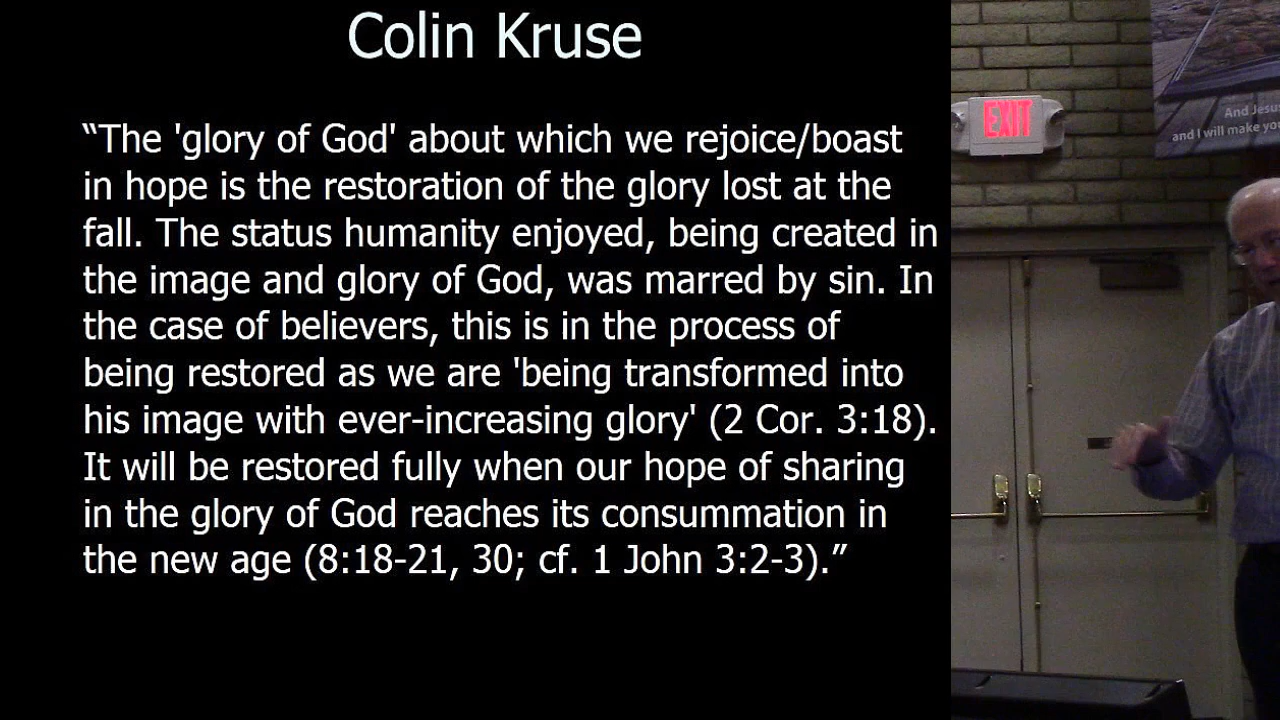 Colin Kruse
“The 'glory of God' about which we rejoice/boast
in hope is the restoration of the glory lost at the
fall. The status humanity enjoyed, being created in
the image and glory of God, was marred by sin. In
the case of believers, this is in the process of
being restored as we are 'being transformed into
his image with ever-increasing glory' (2 Cor. 3:18).
It will be restored fully when our hope of sharing
in the glory of God reaches its consummation in
the new age (8:18-21, 30; cf. 1 John 3:2-3).”
EXIT
And Jesus
and I will make you